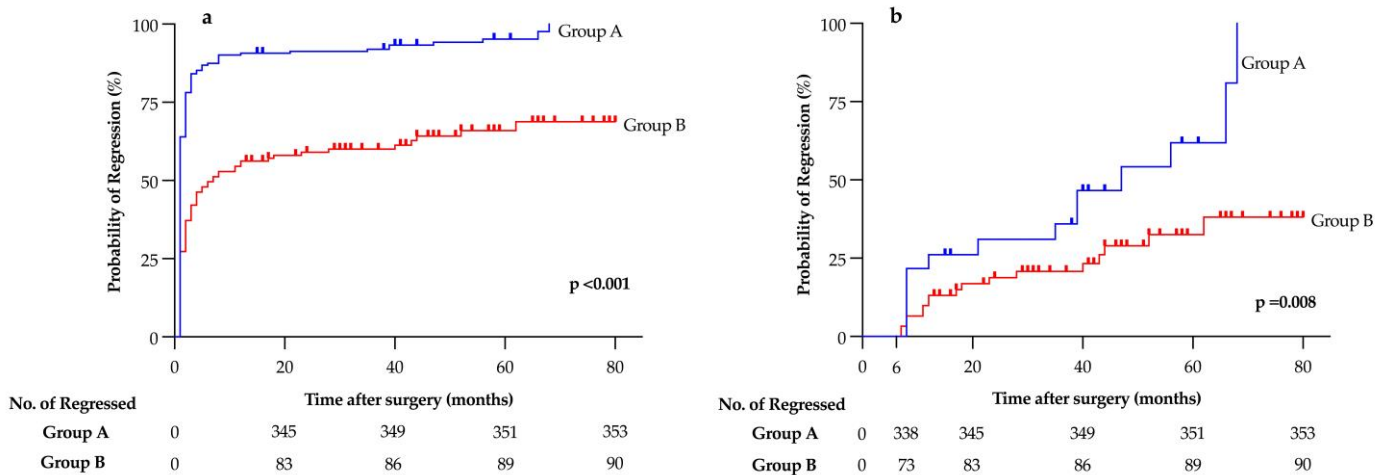 a
100
75
50
25
0
Probability of Regression (%)
Group A
Group B
p <0.001
0 20 40 60 80
Time after surgery (months)
No. of Regressed
Group A 0 345 349 351 353
Group B 0 83 86 89 90
b
100
75
50
25
0
Probability of Regression (%)
Group A
Group B
p =0.008
0 6 20 40 60 80
Time after surgery (months)
No. of Regressed
Group A 0 338 345 349 351 353
Group B 0 73 83 86 89 90